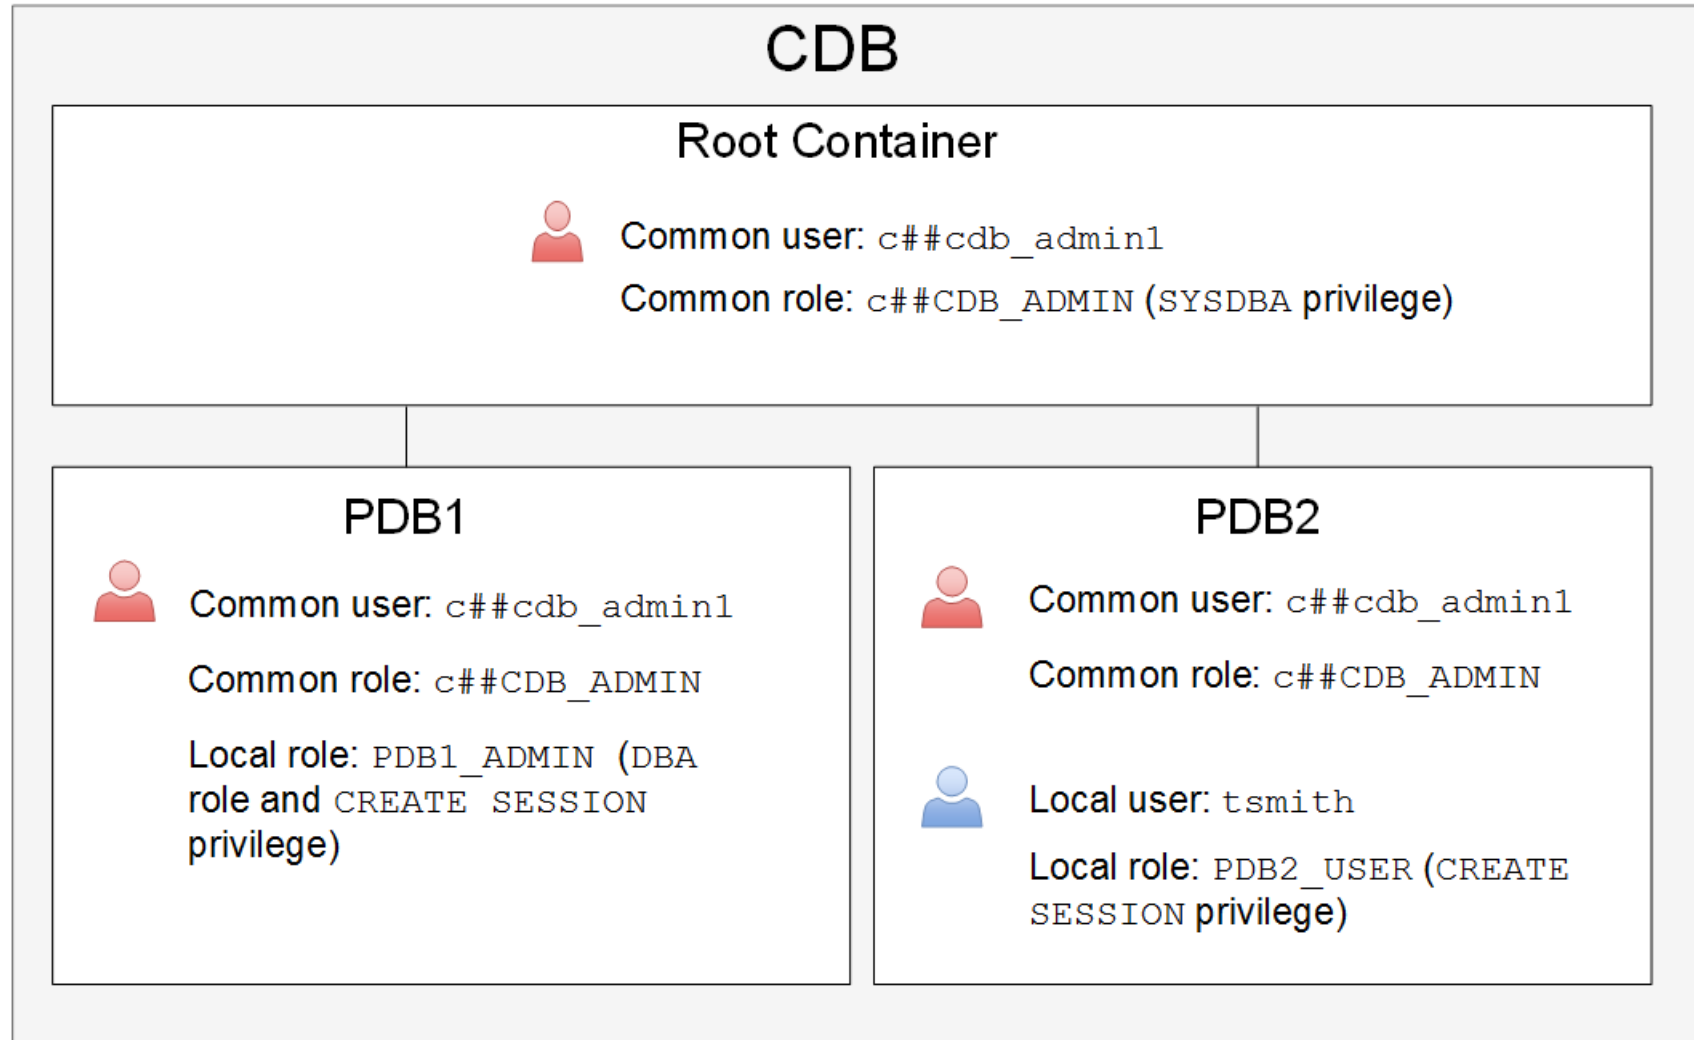 CDB
Root Container
Common user: c##cdb_admin1
Common role: c##CDB_ADMIN (SYSDBA privilege)
PDB1
Common user: c##cdb_admin1
Common role: c##CDB_ADMIN
Local role: PDB1_ADMIN (DBA
role and CREATE SESSION
privilege)
PDB2
Common user: c##cdb_admin1
Common role: c##CDB_ADMIN
Local user: tsmith
Local role: PDB2_USER (CREATE
SESSION privilege)